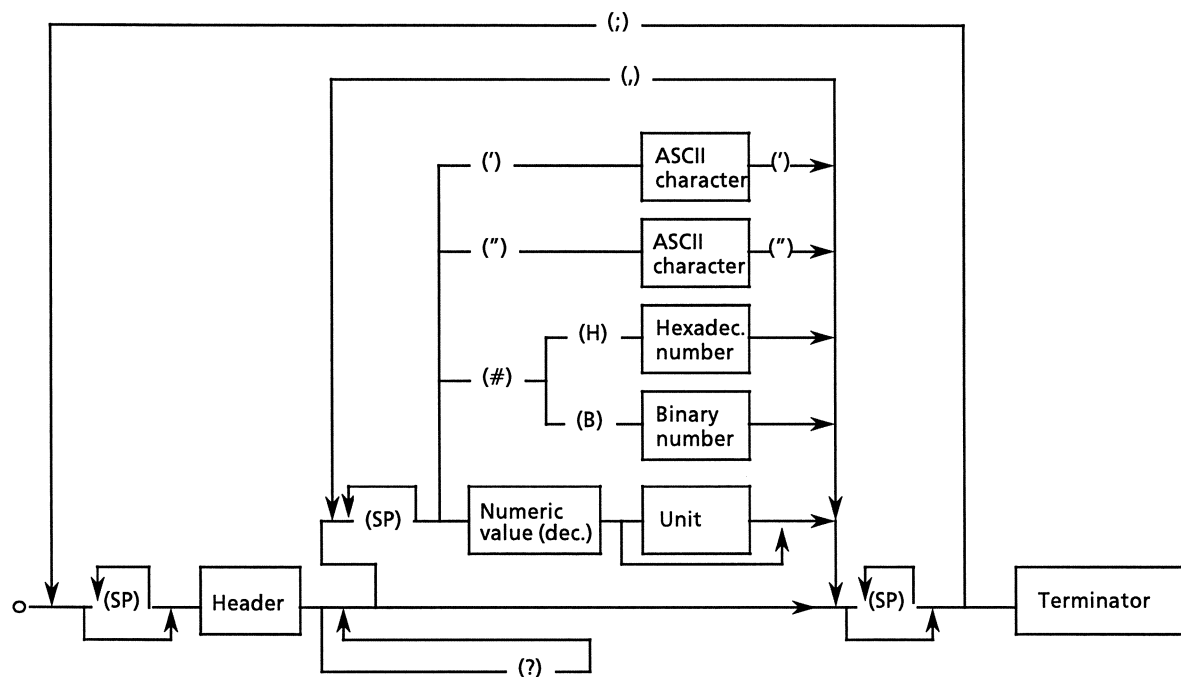 (;)
(,)
(')
ASCII
character
(')
(")
ASCII
character
(")
(H)
Hexadec.
number
(#)
(B)
Binary
number
(SP)
Numeric
value (dec.)
Unit
(SP)
Header
(SP)
Terminator
(?)